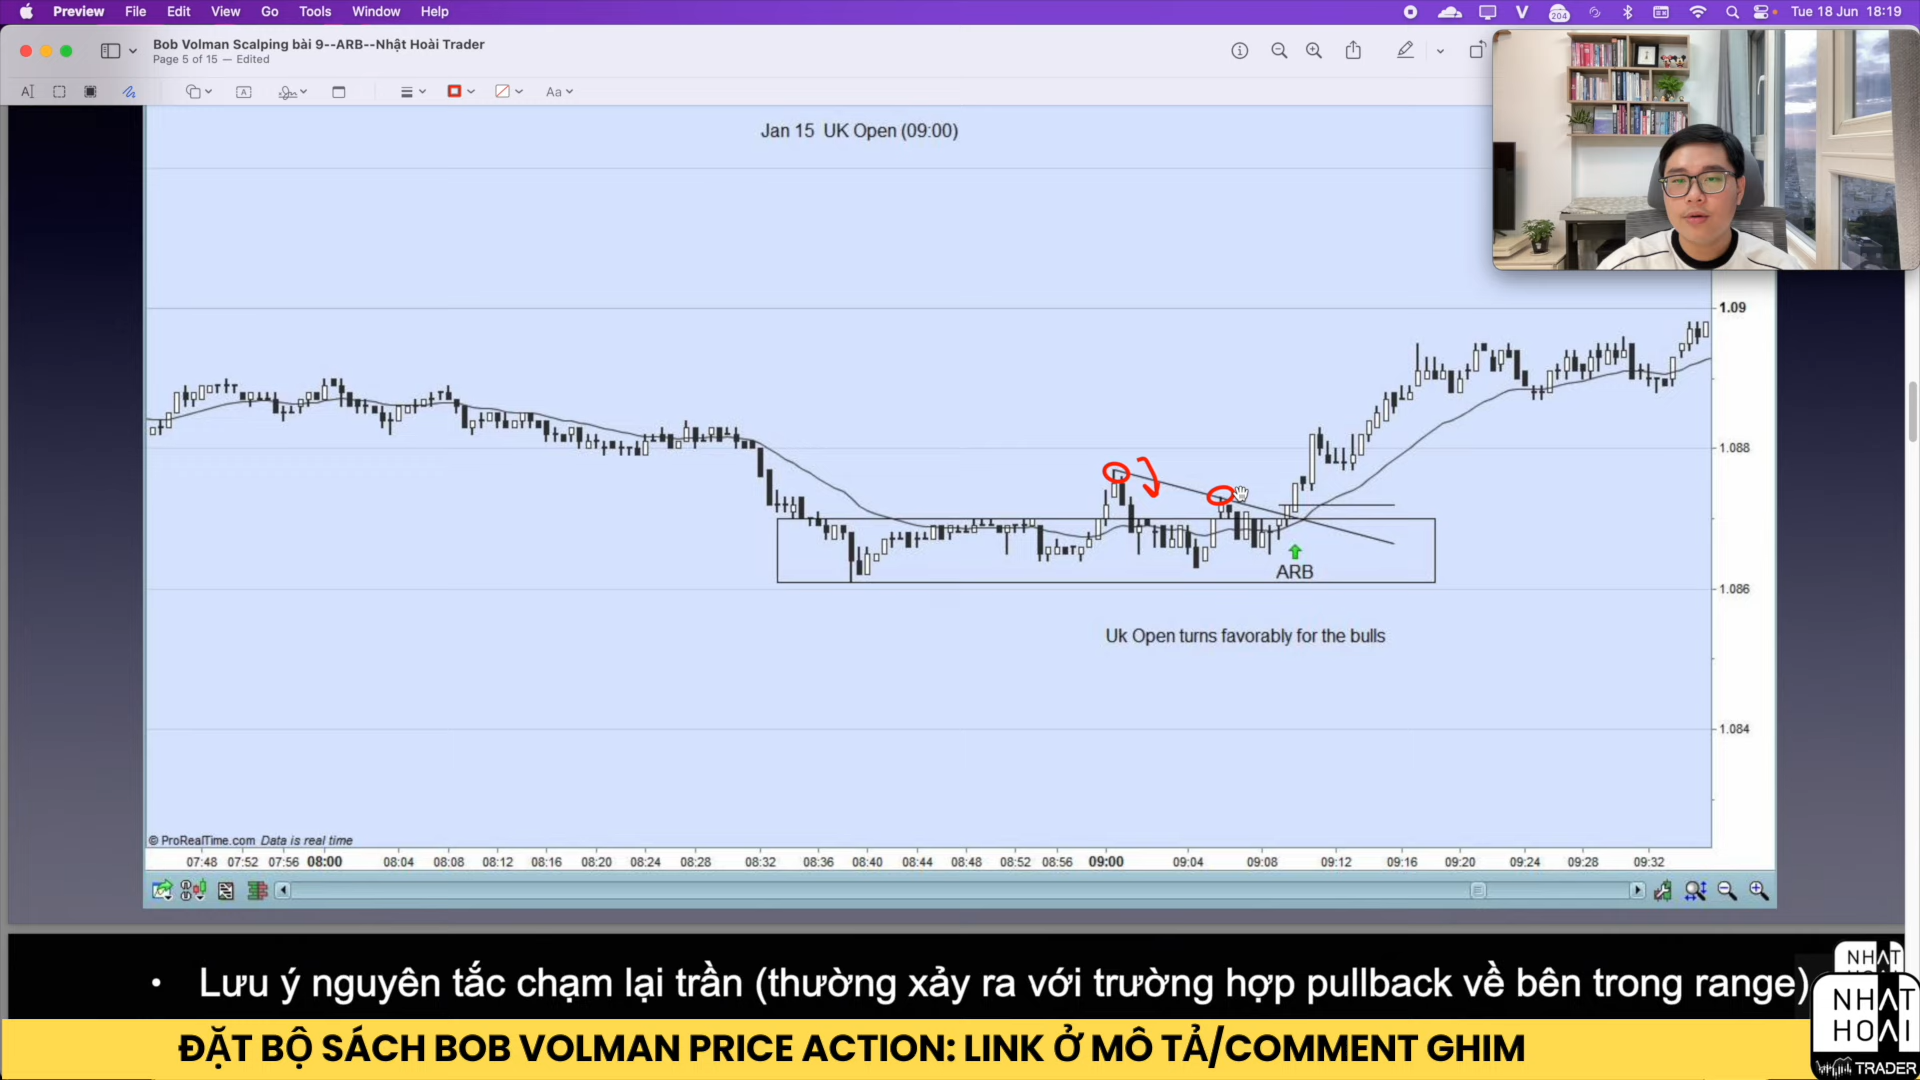 Preview File Edit View Go Tools Window Help
204
Tue 18 Jun 18:19
Bob Volman Scalping bài 9--ARB--Nhật Hoài Trader
Page 5 of 15 — Edited
Aa
Jan 15 UK Open (09:00)
1.09
1.088
1.086
1.084
ARB
Uk Open turns favorably for the bulls
© ProRealTime.com Data is real time
07:48 07:52 07:56 08:00 08:04 08:08 08:12 08:16 08:20 08:24 08:28 08:32 08:36 08:40 08:44 08:48 08:52 08:56 09:00 09:04 09:08 09:12 09:16 09:20 09:24 09:28 09:32
• Lưu ý nguyên tắc chạm lại trần (thường xảy ra với trường hợp pullback về bên trong range)
NHAT
NHAT
HOAI
TRADER
ĐẶT BỘ SÁCH BOB VOLMAN PRICE ACTION: LINK Ở MÔ TẢ/COMMENT GHIM